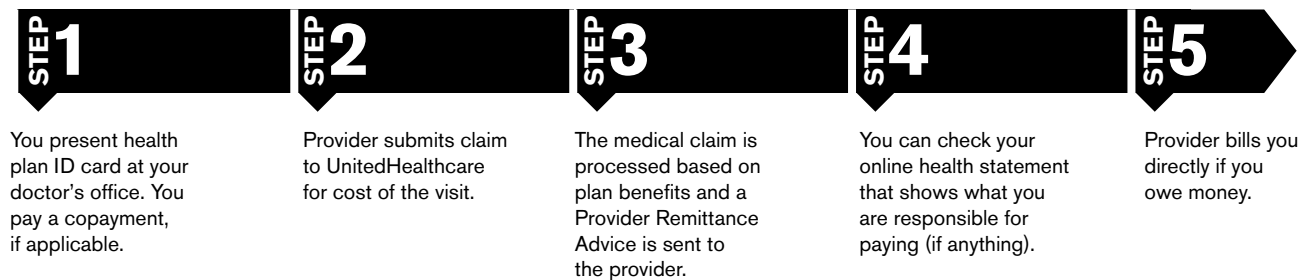 STEP 1
You present health
plan ID card at your
doctor’s office. You
pay a copayment,
if applicable.
STEP 2
Provider submits claim
to UnitedHealthcare
for cost of the visit.
STEP 3
The medical claim is
processed based on
plan benefits and a
Provider Remittance
Advice is sent to
the provider.
STEP 4
You can check your
online health statement
that shows what you
are responsible for
paying (if anything).
STEP 5
Provider bills you
directly if you
owe money.